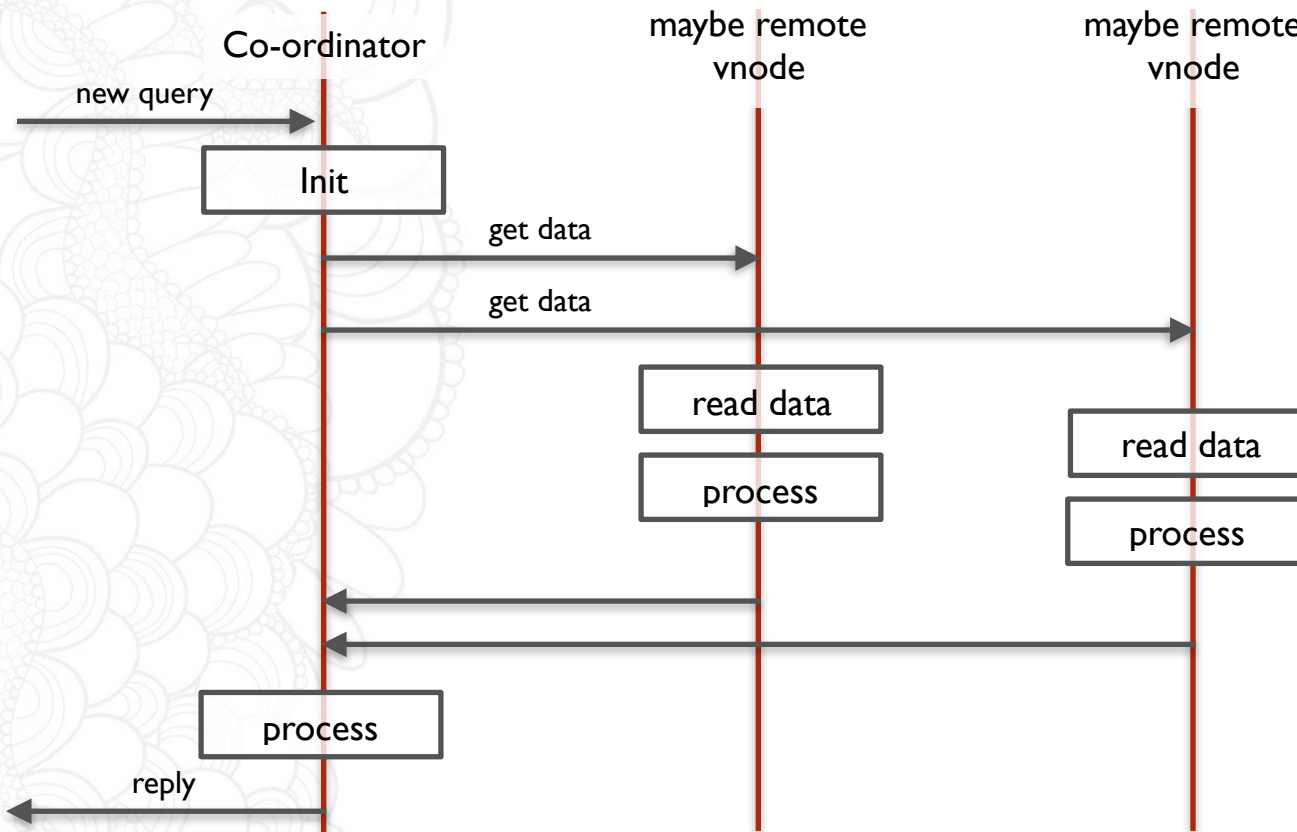 Co-ordinator
maybe remote
vnode
maybe remote
vnode
new query
Init
get data
get data
read data
read data
process
process
process
reply